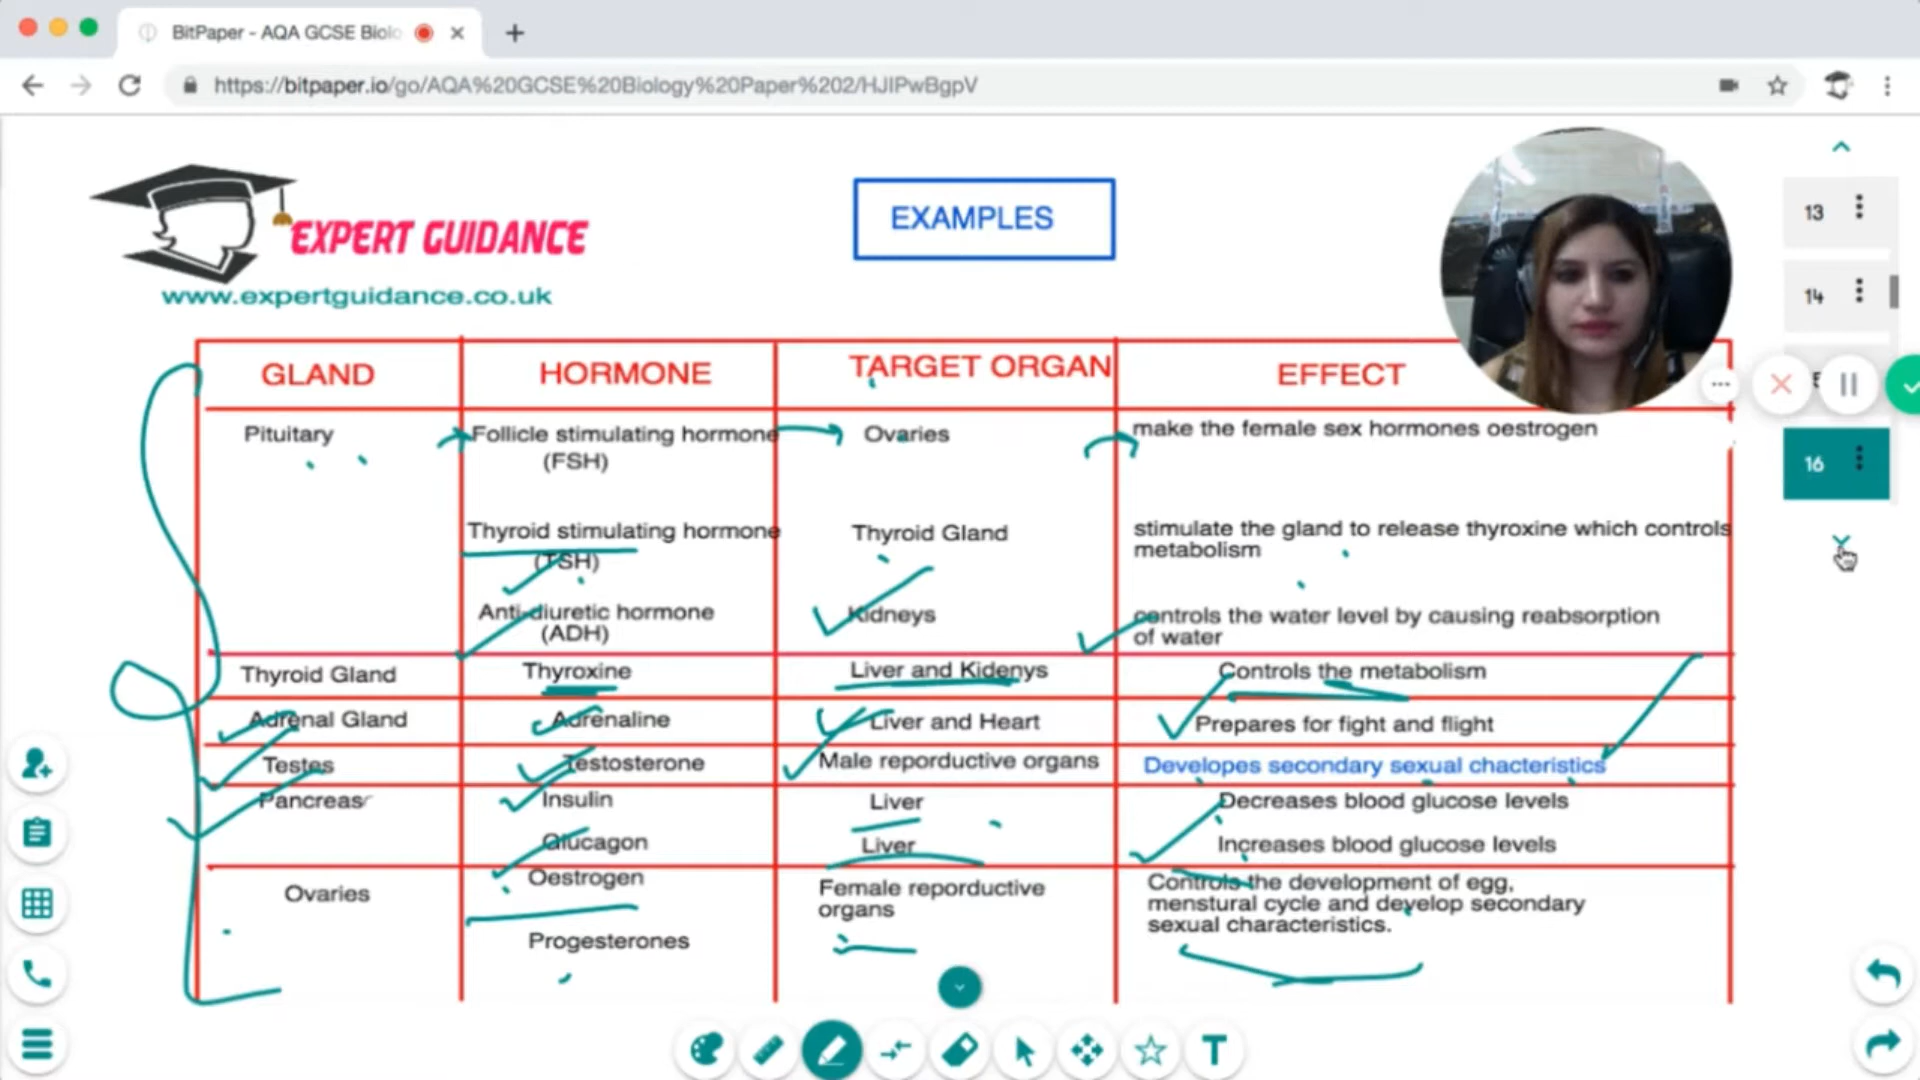 BitPaper - AQA GCSE Biolo
https://bitpaper.io/go/AQA%20GCSE%20Biology%20Paper%202/HJIPwBgpV
EXPERT GUIDANCE
www.expertguidance.co.uk
EXAMPLES
13
14
16
GLAND HORMONE TARGET ORGAN EFFECT
Pituitary Follicle stimulating hormone Ovaries make the female sex hormones oestrogen
(FSH)
Thyroid stimulating hormone Thyroid Gland stimulate the gland to release thyroxine which controls
(TSH) metabolism
Anti-diuretic hormone Kidneys controls the water level by causing reabsorption
(ADH) of water
Thyroid Gland Thyroxine Liver and Kidenys Controls the metabolism
Adrenal Gland Adrenaline Liver and Heart Prepares for fight and flight
Testes Testosterone Male reporductive organs Developes secondary sexual chacteristics
Pancreas Insulin Liver Decreases blood glucose levels
Glucagon Liver Increases blood glucose levels
Ovaries Oestrogen Female reporductive Controls the development of egg,
organs menstural cycle and develop secondary
sexual characteristics.
Progesterones
T